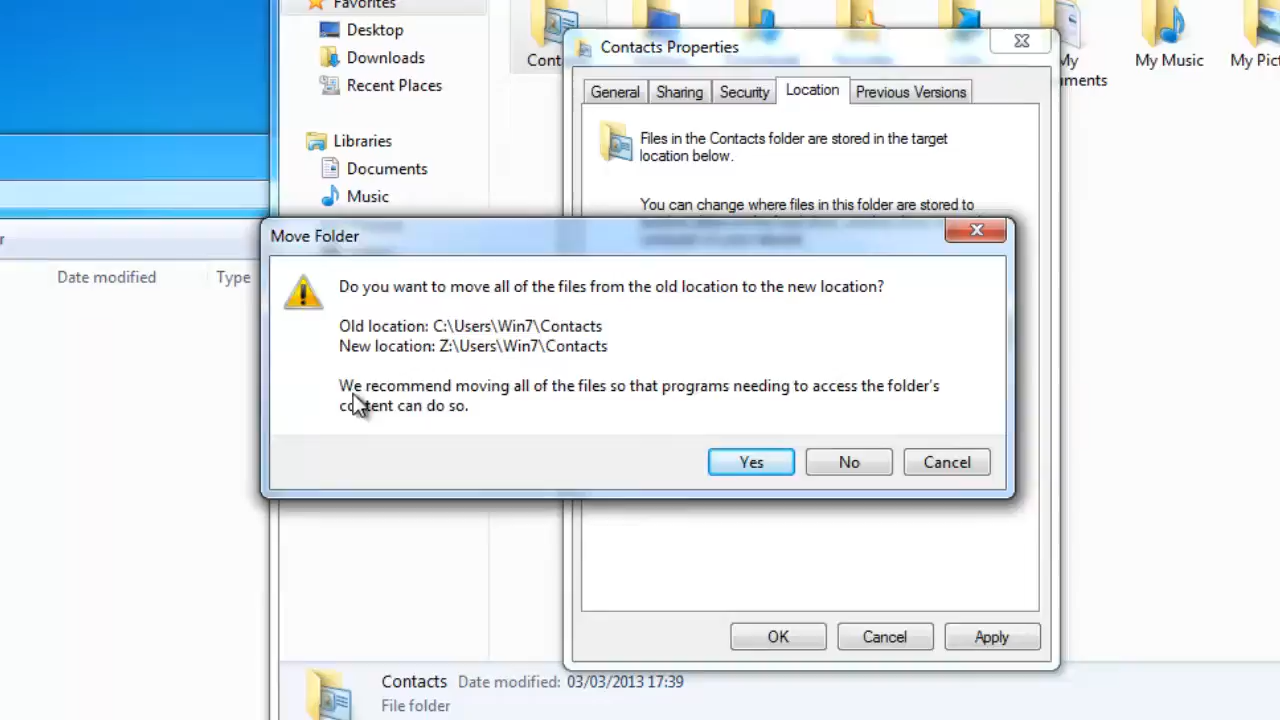 Favorites
Desktop
Downloads
Recent Places
Libraries
Documents
Music
Date modified
Type
My Music
Contacts Properties
General
Sharing
Security
Location
Previous Versions
Files in the Contacts folder are stored in the target
location below.
You can change where files in this folder are stored to
Move Folder
Do you want to move all of the files from the old location to the new location?
Old location: C:\Users\Win7\Contacts
New location: Z:\Users\Win7\Contacts
We recommend moving all of the files so that programs needing to access the folder's
content can do so.
Yes
No
Cancel
OK
Cancel
Apply
Contacts
Date modified: 03/03/2013 17:39
File folder